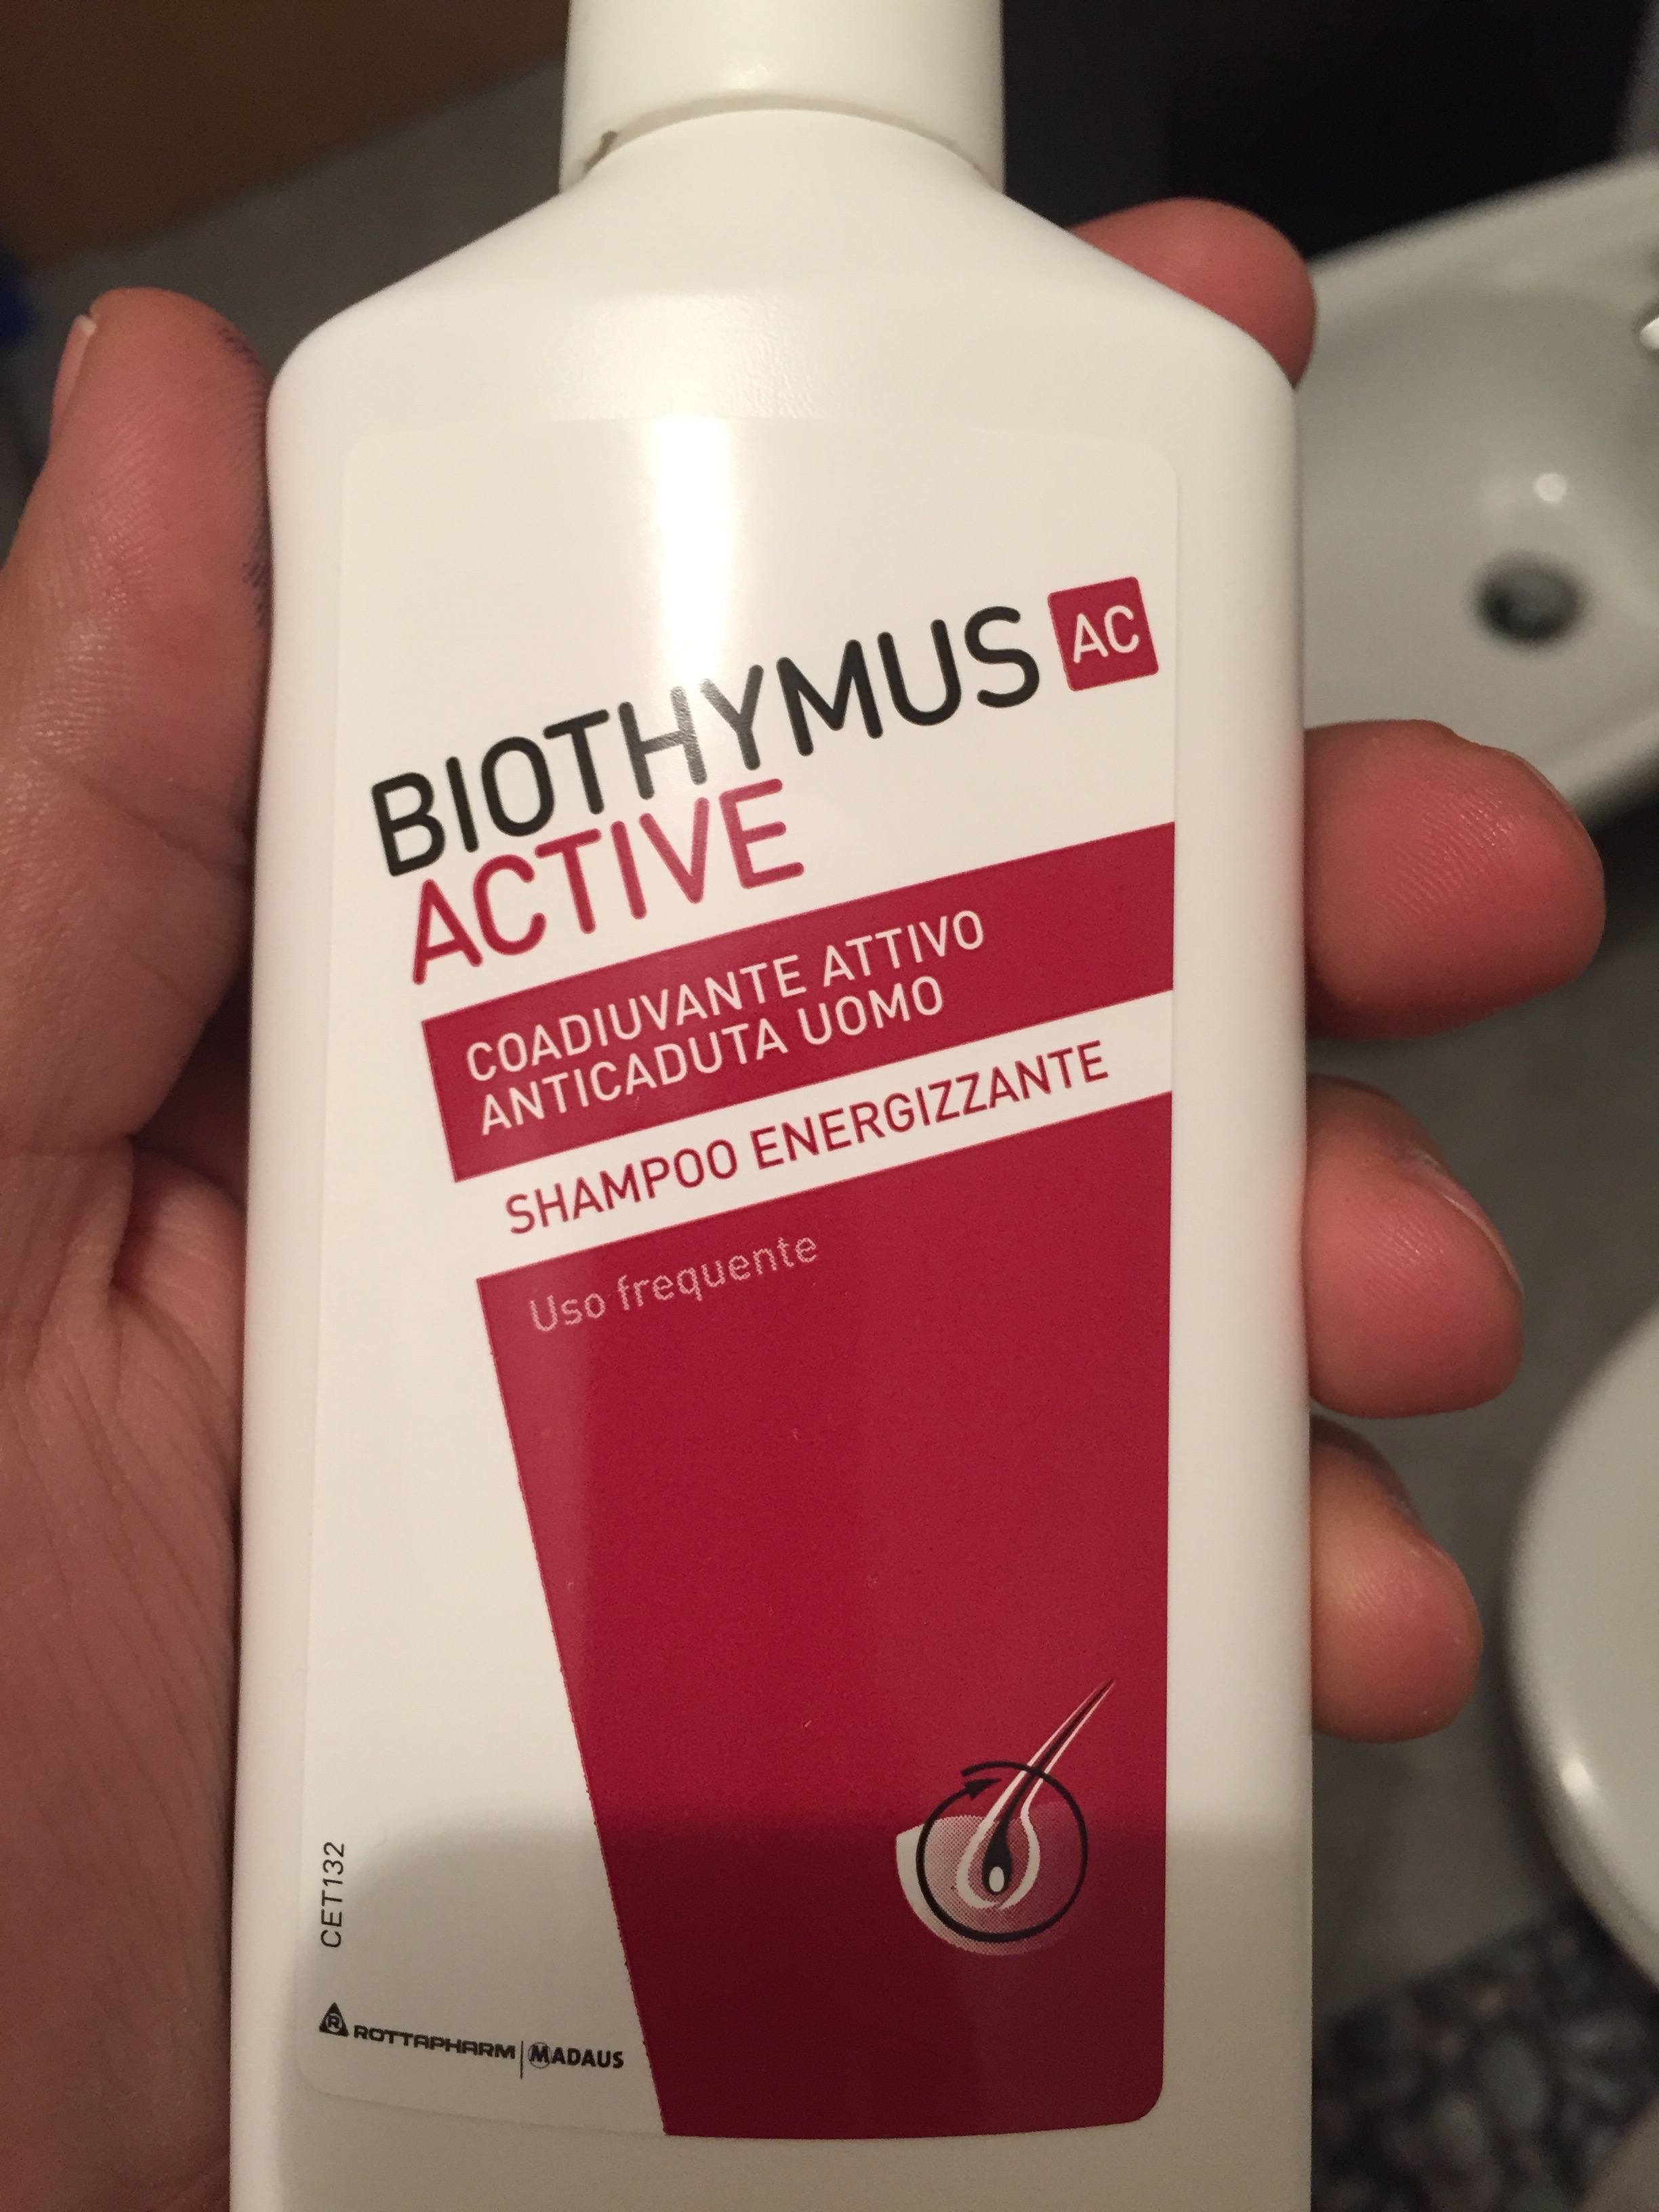 BIOTHYMUS AC
ACTIVE
COADIUVANTE ATTIVO
ANTICADUTA UOMO
SHAMPOO ENERGIZZANTE
Uso frequente
CET132
R ROTTAPHARM | MADAUS